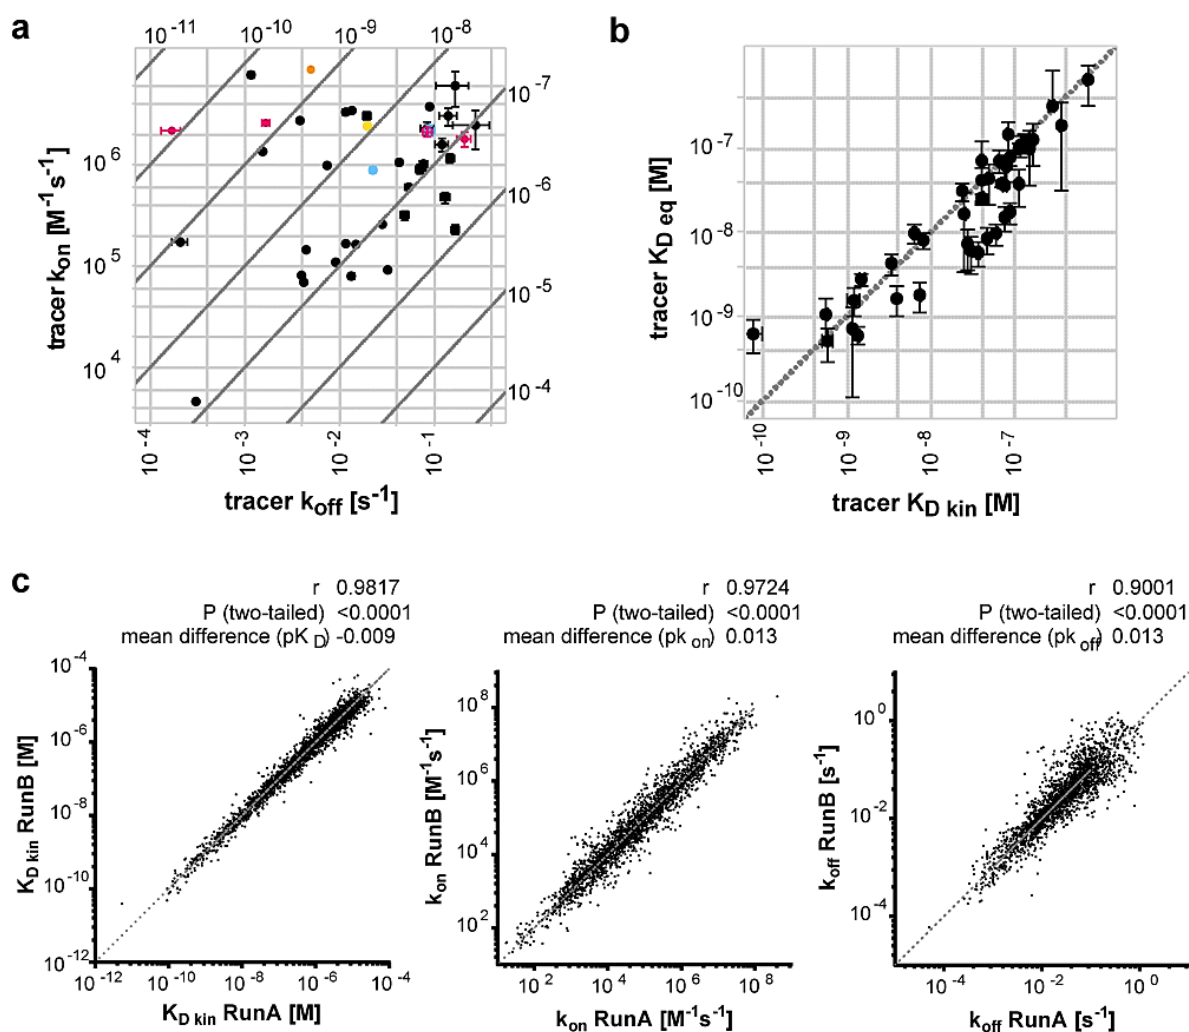 a
10-11 10-10 10-9 10-8
10-7
10-6
10-5
10-4
tracer kon [M-1 s-1]
106
105
104
10-4 10-3 10-2 10-1
tracer koff [s-1]
b
tracer KD eq [M]
10-7
10-8
10-9
10-10
10-10 10-9 10-8 10-7
tracer KD kin [M]
c
r 0.9817
P (two-tailed) <0.0001
mean difference (pK D) -0.009
KD kin RunB [M]
10-4
10-6
10-8
10-10
10-12
10-12 10-10 10-8 10-6 10-4
KD kin RunA [M]
r 0.9724
P (two-tailed) <0.0001
mean difference (pk on) 0.013
kon RunB [M-1s-1]
108
106
104
102
102 104 106 108
kon RunA [M-1s-1]
r 0.9001
P (two-tailed) <0.0001
mean difference (pk off) 0.013
koff RunB [s-1]
100
10-2
10-4
10-4 10-2 100
koff RunA [s-1]